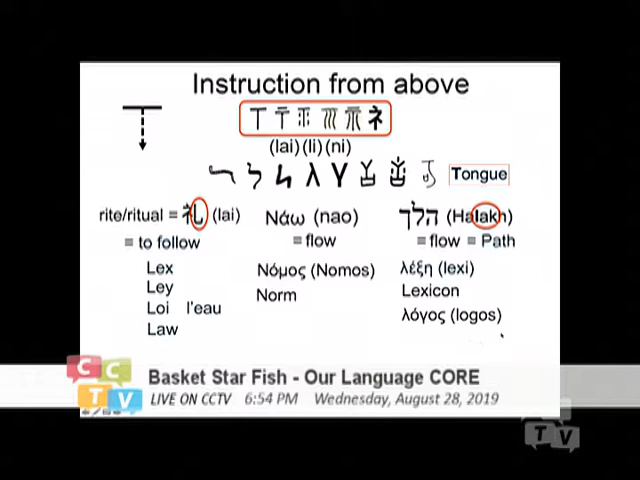 Instruction from above
(lai)(li)(ni)
Tongue
rite/ritual = 礼 (lai)
= to follow
Lex
Ley
Loi l'eau
Law
Νάω (nao)
= flow
Νόμος (Nomos)
Norm
הלך (Halakh)
= flow = Path
λέξη (lexi)
Lexicon
λόγος (logos)
CCTV
Basket Star Fish - Our Language CORE
LIVE ON CCTV 6:54 PM Wednesday, August 28, 2019
TV